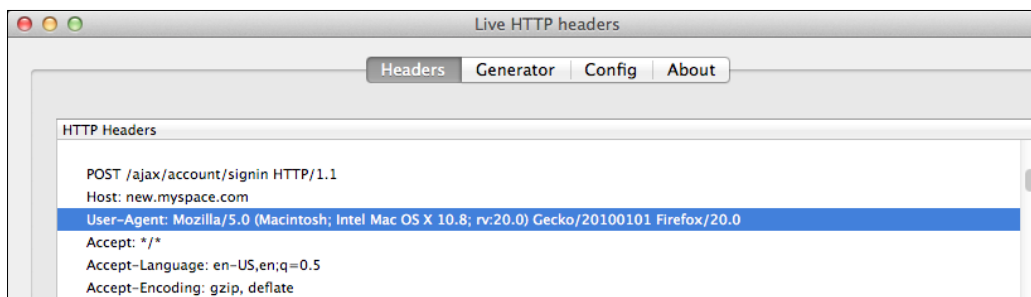 Live HTTP headers
Headers Generator Config About
HTTP Headers
POST /ajax/account/signin HTTP/1.1
Host: new.myspace.com
User-Agent: Mozilla/5.0 (Macintosh; Intel Mac OS X 10.8; rv:20.0) Gecko/20100101 Firefox/20.0
Accept: */*
Accept-Language: en-US,en;q=0.5
Accept-Encoding: gzip, deflate